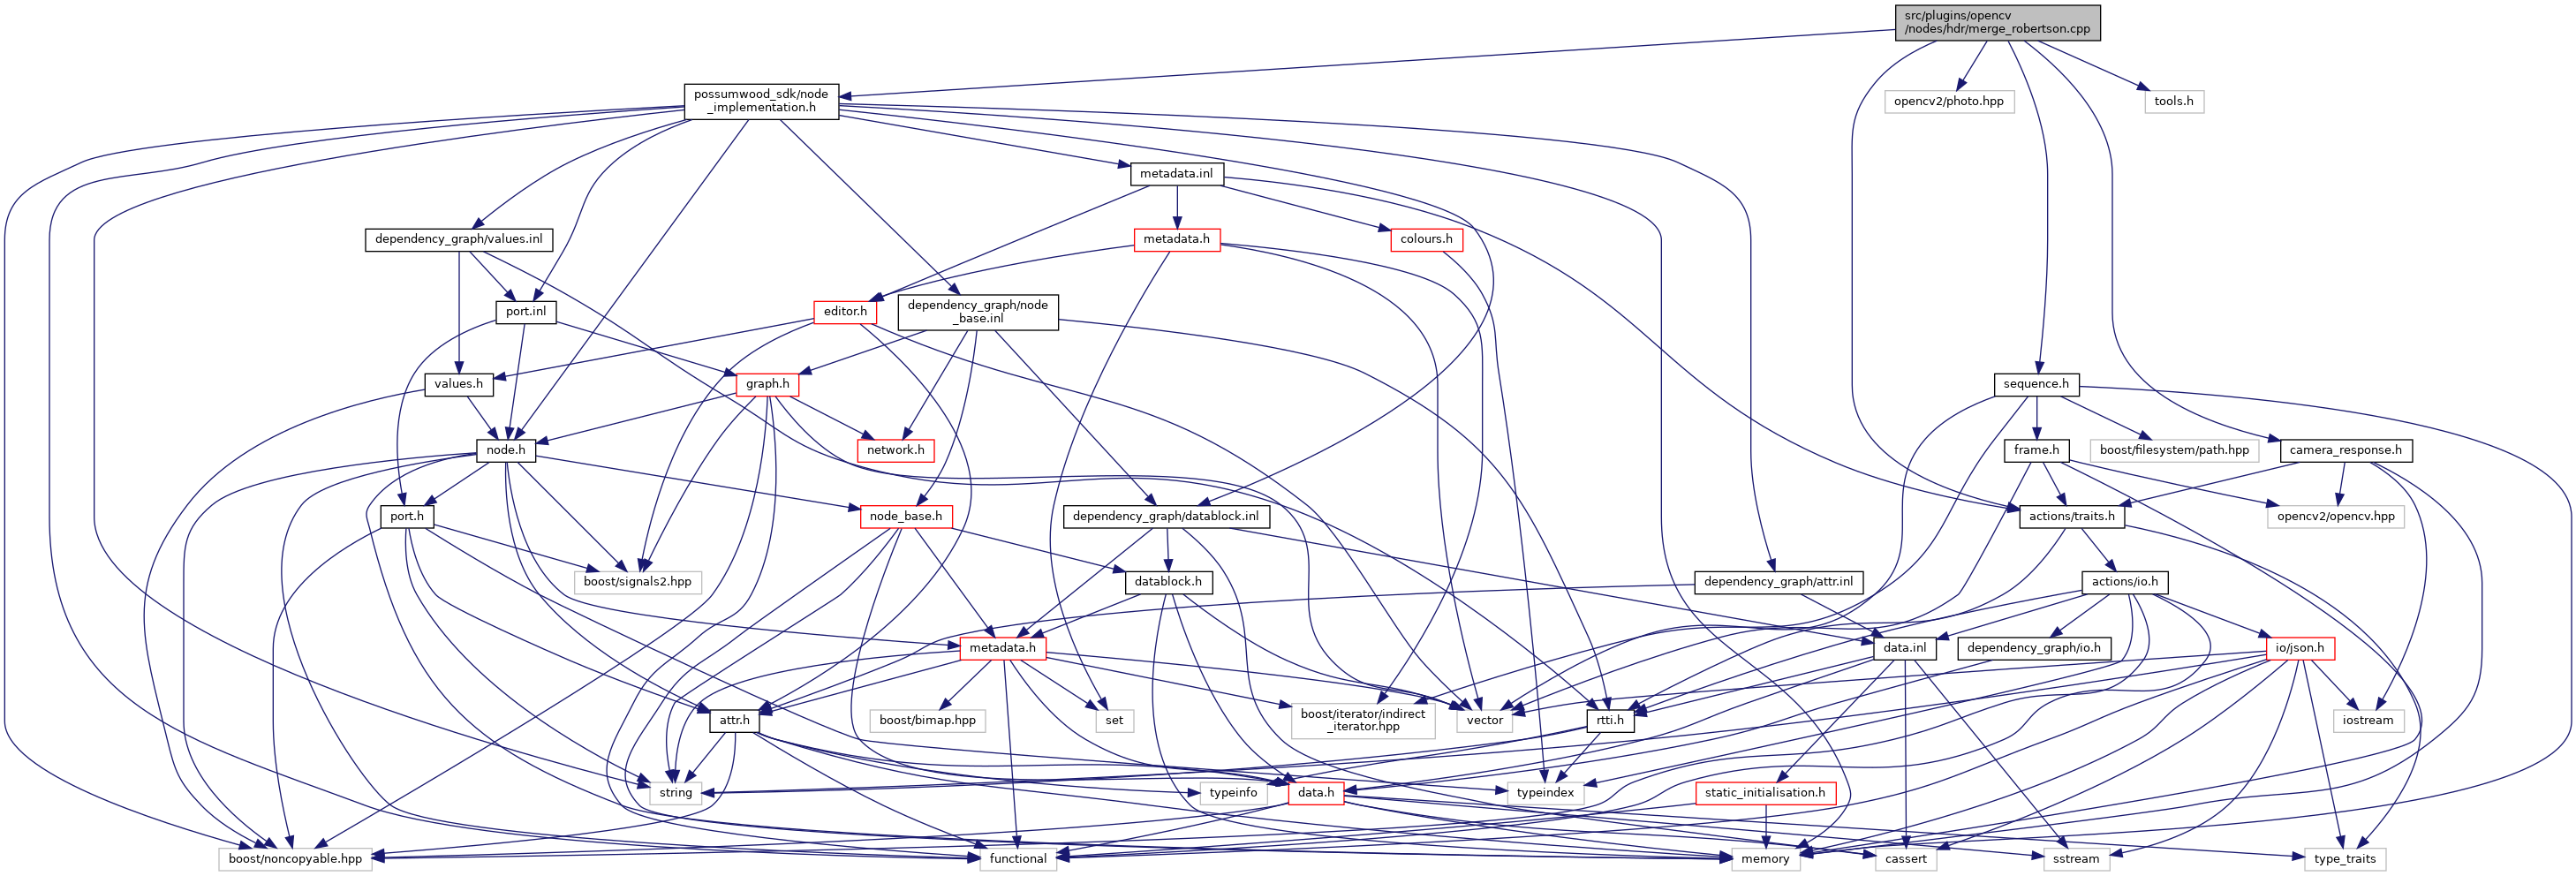 src/plugins/opencv
/nodes/hdr/merge_robertson.cpp
possumwood_sdk/node
_implementation.h
opencv2/photo.hpp
tools.h
metadata.inl
dependency_graph/values.inl
metadata.h
colours.h
port.inl
editor.h
dependency_graph/node
_base.inl
values.h
graph.h
sequence.h
node.h
network.h
frame.h
boost/filesystem/path.hpp
camera_response.h
port.h
node_base.h
dependency_graph/datablock.inl
actions/traits.h
opencv2/opencv.hpp
boost/signals2.hpp
datablock.h
dependency_graph/attr.inl
actions/io.h
metadata.h
data.inl
dependency_graph/io.h
io/json.h
attr.h
boost/bimap.hpp
set
boost/iterator/indirect
_iterator.hpp
vector
rtti.h
iostream
string
typeinfo
data.h
typeindex
static_initialisation.h
boost/noncopyable.hpp
functional
memory
cassert
sstream
type_traits